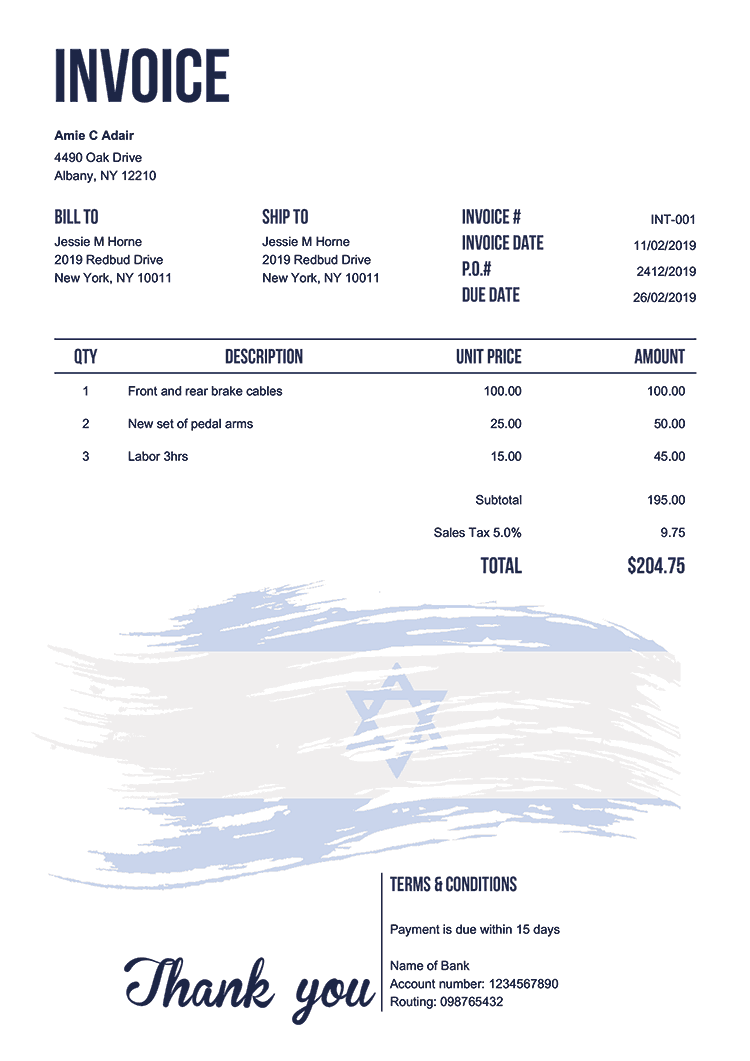 INVOICE
Amie C Adair
4490 Oak Drive
Albany, NY 12210
BILL TO
Jessie M Horne
2019 Redbud Drive
New York, NY 10011
SHIP TO
Jessie M Horne
2019 Redbud Drive
New York, NY 10011
INVOICE # INT-001
INVOICE DATE 11/02/2019
P.O.# 2412/2019
DUE DATE 26/02/2019
QTY DESCRIPTION UNIT PRICE AMOUNT
1 Front and rear brake cables 100.00 100.00
2 New set of pedal arms 25.00 50.00
3 Labor 3hrs 15.00 45.00
Subtotal 195.00
Sales Tax 5.0% 9.75
TOTAL $204.75
Thank you
TERMS & CONDITIONS
Payment is due within 15 days
Name of Bank
Account number: 1234567890
Routing: 098765432